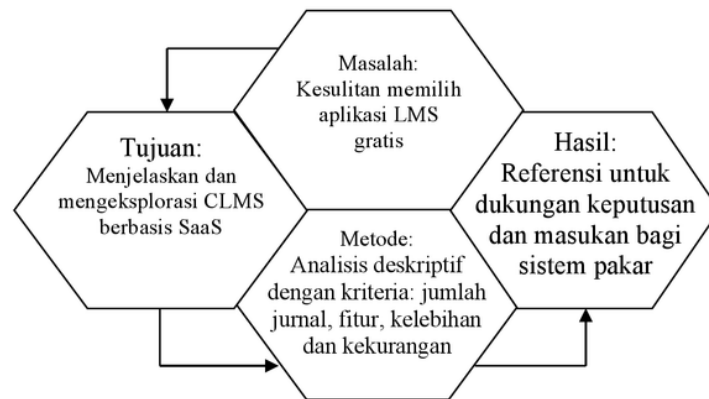 Masalah:
Kesulitan memilih
aplikasi LMS
gratis
Tujuan:
Menjelaskan dan
mengeksplorasi CLMS
berbasis SaaS
Metode:
Analisis deskriptif
dengan kriteria: jumlah
jurnal, fitur, kelebihan
dan kekurangan
Hasil:
Referensi untuk
dukungan keputusan
dan masukan bagi
sistem pakar